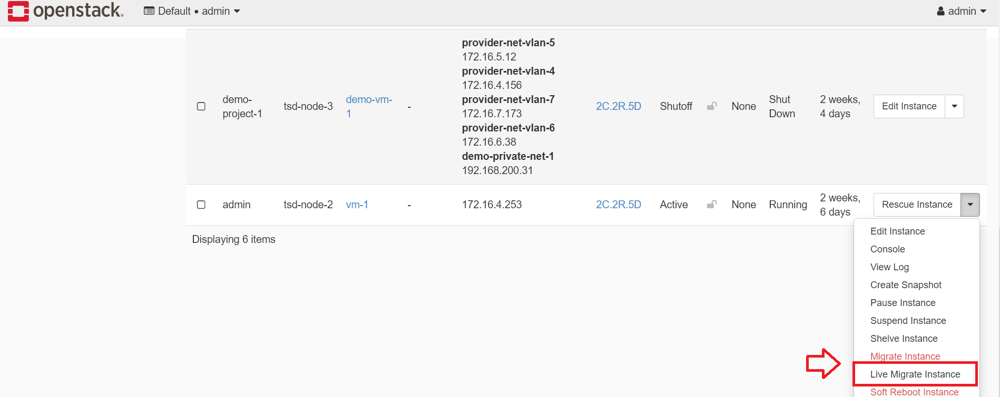 openstack. Default • admin admin
provider-net-vlan-5
172.16.5.12
provider-net-vlan-4
172.16.4.156
provider-net-vlan-7
172.16.7.173
provider-net-vlan-6
172.16.6.38
demo-private-net-1
192.168.200.31
demo-
project-1
tsd-node-3
demo-vm-
1
-
2C.2R.5D
Shutoff
None
Shut
Down
2 weeks,
4 days
Edit Instance
admin
tsd-node-2
vm-1
-
172.16.4.253
2C.2R.5D
Active
None
Running
2 weeks,
6 days
Rescue Instance
Displaying 6 items
Edit Instance
Console
View Log
Create Snapshot
Pause Instance
Suspend Instance
Shelve Instance
Migrate Instance
Live Migrate Instance
Soft Reboot Instance